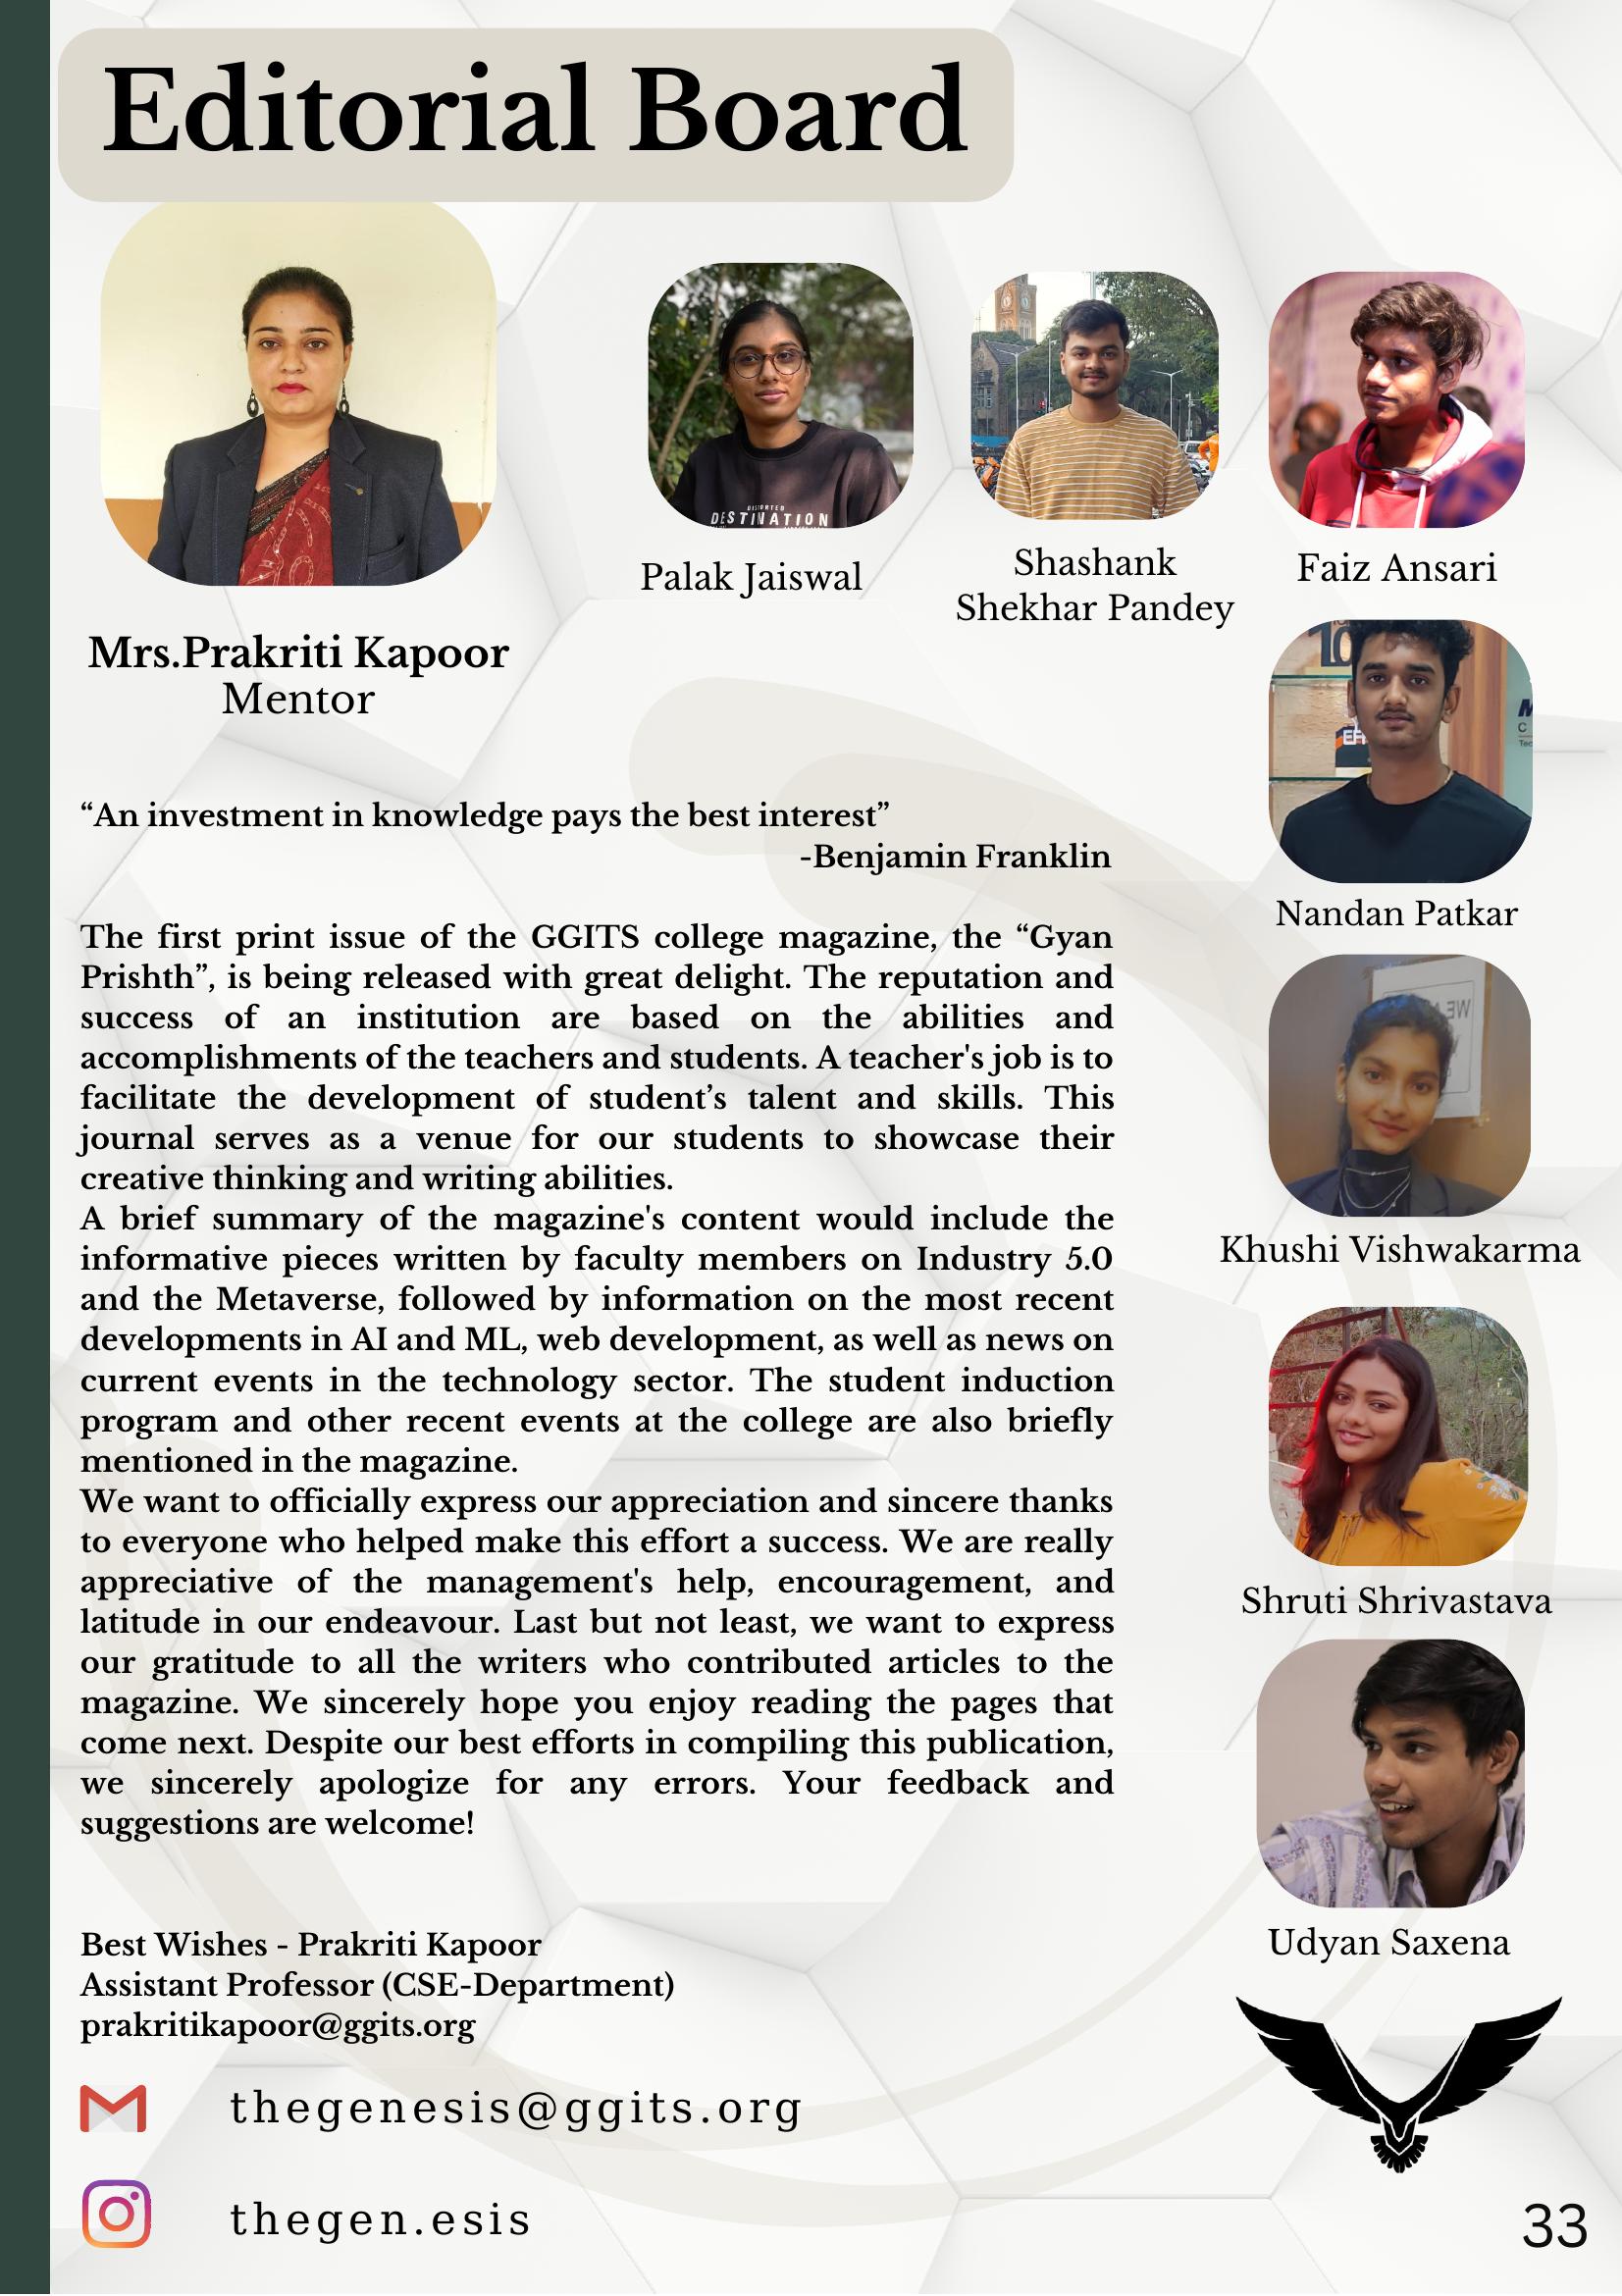 Editorial Board
DESTINATION
Palak Jaiswal
Shashank
Shekhar Pandey
Faiz Ansari
Mrs.Prakriti Kapoor
Mentor
“An investment in knowledge pays the best interest”
-Benjamin Franklin
The first print issue of the GGITS college magazine, the “Gyan
Prishth”, is being released with great delight. The reputation and
success of an institution are based on the abilities and
accomplishments of the teachers and students. A teacher's job is to
facilitate the development of student’s talent and skills. This
journal serves as a venue for our students to showcase their
creative thinking and writing abilities.
A brief summary of the magazine's content would include the
informative pieces written by faculty members on Industry 5.0
and the Metaverse, followed by information on the most recent
developments in AI and ML, web development, as well as news on
current events in the technology sector. The student induction
program and other recent events at the college are also briefly
mentioned in the magazine.
We want to officially express our appreciation and sincere thanks
to everyone who helped make this effort a success. We are really
appreciative of the management's help, encouragement, and
latitude in our endeavour. Last but not least, we want to express
our gratitude to all the writers who contributed articles to the
magazine. We sincerely hope you enjoy reading the pages that
come next. Despite our best efforts in compiling this publication,
we sincerely apologize for any errors. Your feedback and
suggestions are welcome!
Nandan Patkar
Khushi Vishwakarma
Shruti Shrivastava
Udyan Saxena
Best Wishes - Prakriti Kapoor
Assistant Professor (CSE-Department)
prakritikapoor@ggits.org
thegenesis@ggits.org
thegen.esis
33